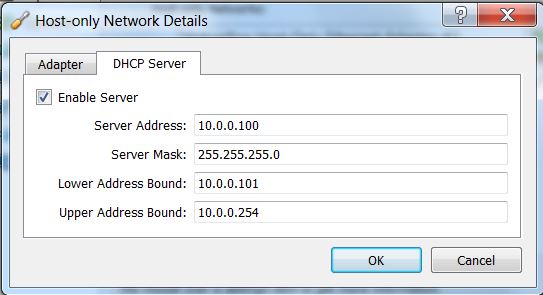 Host-only Network Details
Adapter
DHCP Server
Enable Server
Server Address: 10.0.0.100
Server Mask: 255.255.255.0
Lower Address Bound: 10.0.0.101
Upper Address Bound: 10.0.0.254
OK
Cancel